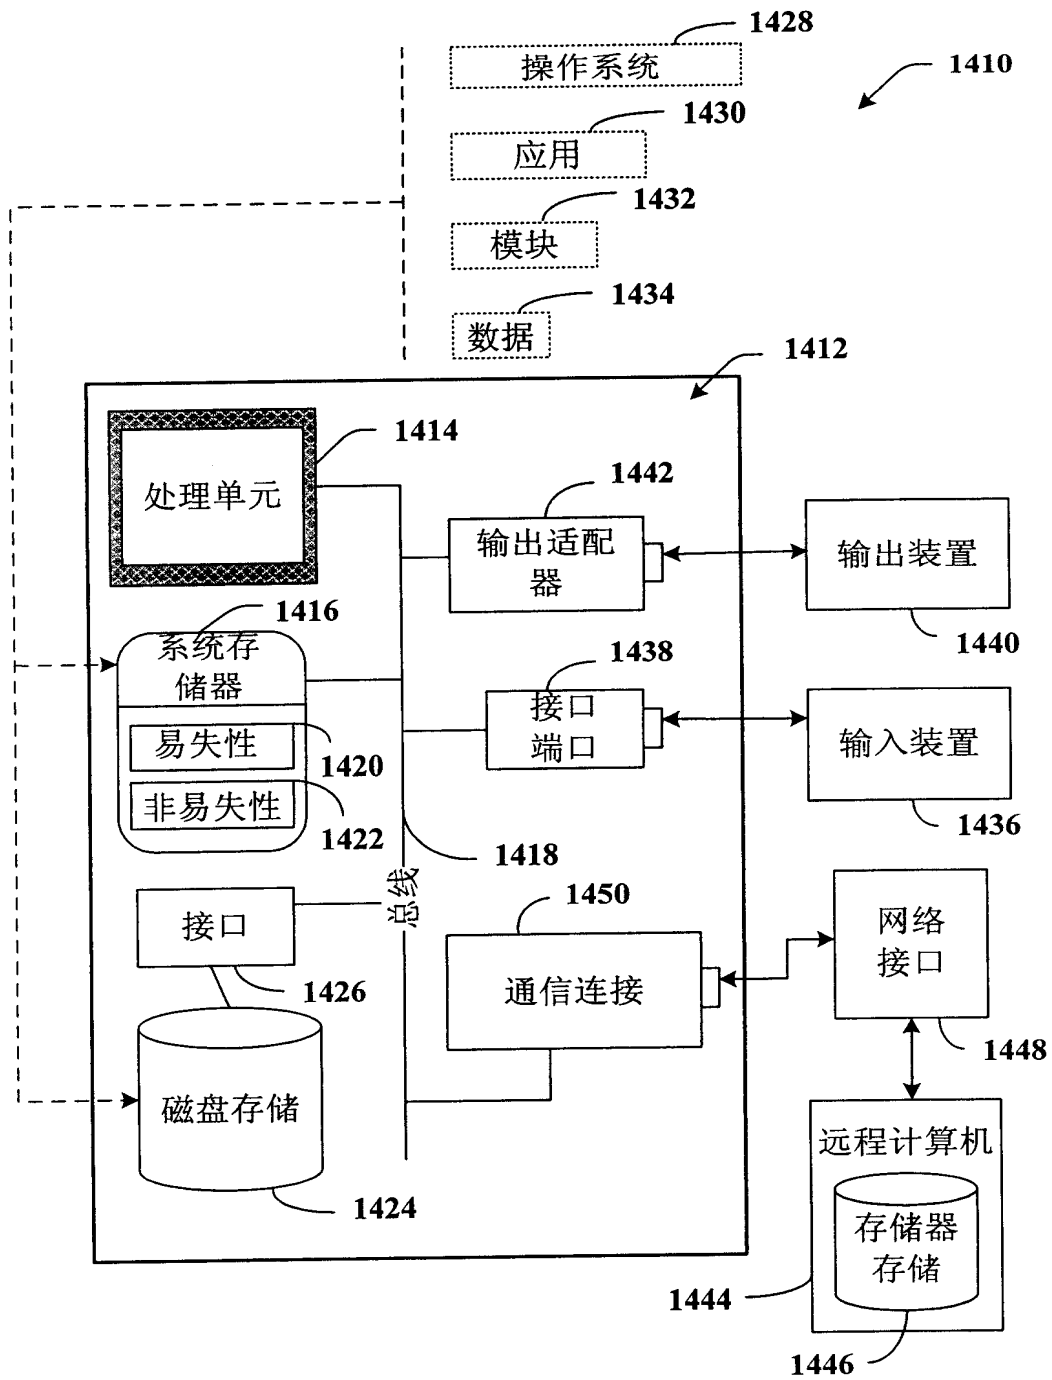 1428
操作系统
1410
1430
应用
1432
模块
1434
数据
1412
1414
处理单元
1442
输出适配
器
输出装置
1440
1416
系统存
储器
1438
接口
端口
输入装置
1436
易失性
1420
非易失性
1422
1418
总线
1450
接口
1426
通信连接
网络
接口
1448
磁盘存储
1424
远程计算机
存储器
存储
1444
1446